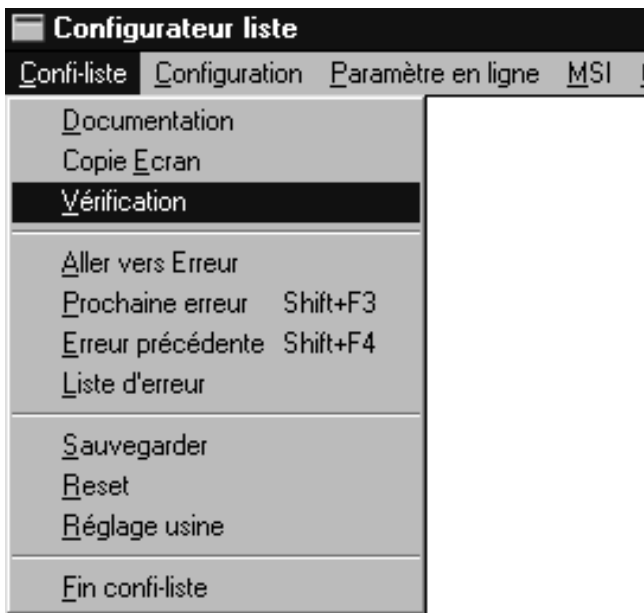 Configurateur liste
Confi-liste Configuration Paramètre en ligne MSI
Documentation
Copie Ecran
Vérification
Aller vers Erreur
Prochaine erreur Shift+F3
Erreur précédente Shift+F4
Liste d'erreur
Sauvegarder
Reset
Réglage usine
Fin confi-liste